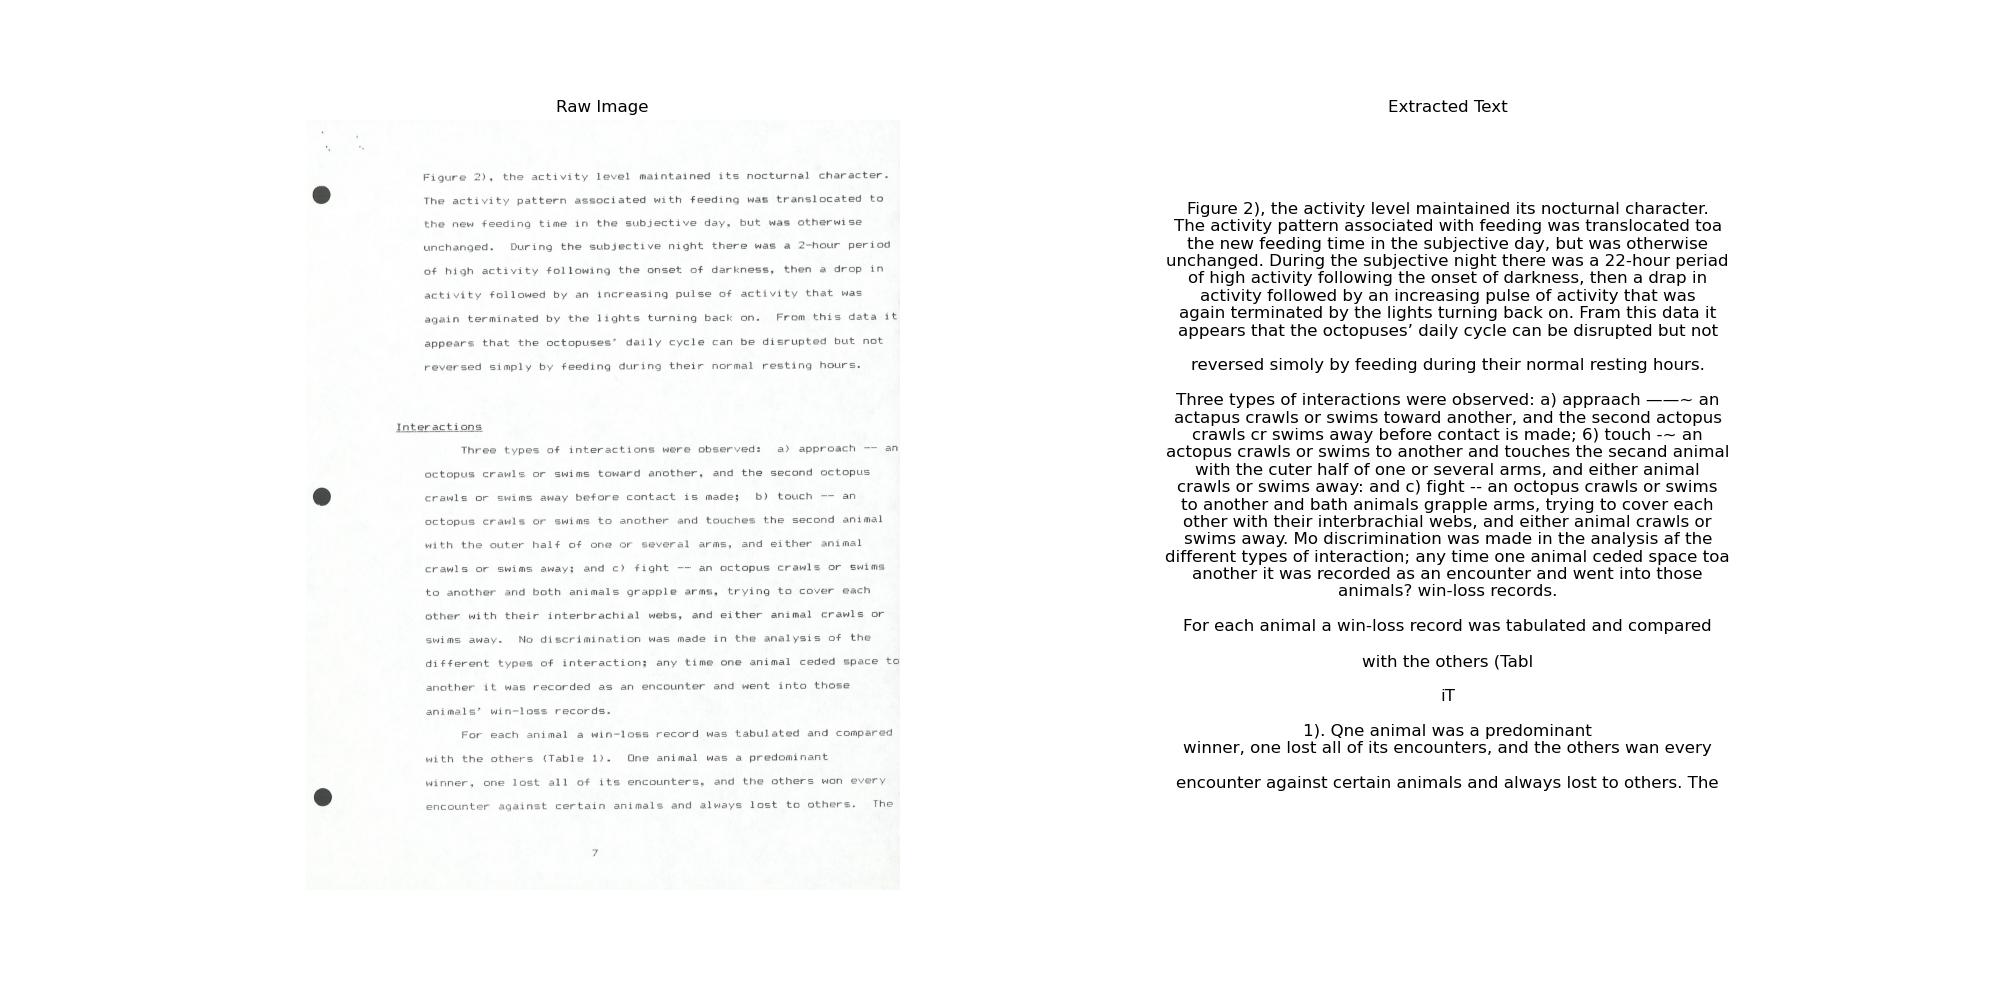 Raw Image
Figure 2), the activity level maintained its nocturnal character.
The activity pattern associated with feeding was translocated to
the new feeding time in the subjective day, but was otherwise
unchanged.  During the subjective night there was a 2-hour period
of high activity following the onset of darkness, then a drop in
activity followed by an increasing pulse of activity that was
again terminated by the lights turning back on.  From this data it
appears that the octopuses' daily cycle can be disrupted but not
reversed simply by feeding during their normal resting hours.
Interactions
Three types of interactions were observed:  a) approach -- an
octopus crawls or swims toward another, and the second octopus
crawls or swims away before contact is made;  b) touch -- an
octopus crawls or swims to another and touches the second animal
with the outer half of one or several arms, and either animal
crawls or swims away; and c) fight -- an octopus crawls or swims
to another and both animals grapple arms, trying to cover each
other with their interbrachial webs, and either animal crawls or
swims away.  No discrimination was made in the analysis of the
different types of interaction; any time one animal ceded space to
another it was recorded as an encounter and went into those
animals' win-loss records.
For each animal a win-loss record was tabulated and compared
with the others (Table 1).  One animal was a predominant
winner, one lost all of its encounters, and the others won every
encounter against certain animals and always lost to others.  The
7
Extracted Text
Figure 2), the activity level maintained its nocturnal character.
The activity pattern associated with feeding was translocated toa
the new feeding time in the subjective day, but was otherwise
unchanged. During the subjective night there was a 22-hour periad
of high activity following the onset of darkness, then a drap in
activity followed by an increasing pulse of activity that was
again terminated by the lights turning back on. Fram this data it
appears that the octopuses’ daily cycle can be disrupted but not
reversed simoly by feeding during their normal resting hours.
Three types of interactions were observed: a) appraach ——~ an
actapus crawls or swims toward another, and the second actopus
crawls cr swims away before contact is made; 6) touch -~ an
actopus crawls or swims to another and touches the secand animal
with the cuter half of one or several arms, and either animal
crawls or swims away: and c) fight -- an octopus crawls or swims
to another and bath animals grapple arms, trying to cover each
other with their interbrachial webs, and either animal crawls or
swims away. Mo discrimination was made in the analysis af the
different types of interaction; any time one animal ceded space toa
another it was recorded as an encounter and went into those
animals? win-loss records.
For each animal a win-loss record was tabulated and compared
with the others (Tabl
iT
1). Qne animal was a predominant
winner, one lost all of its encounters, and the others wan every
encounter against certain animals and always lost to others. The